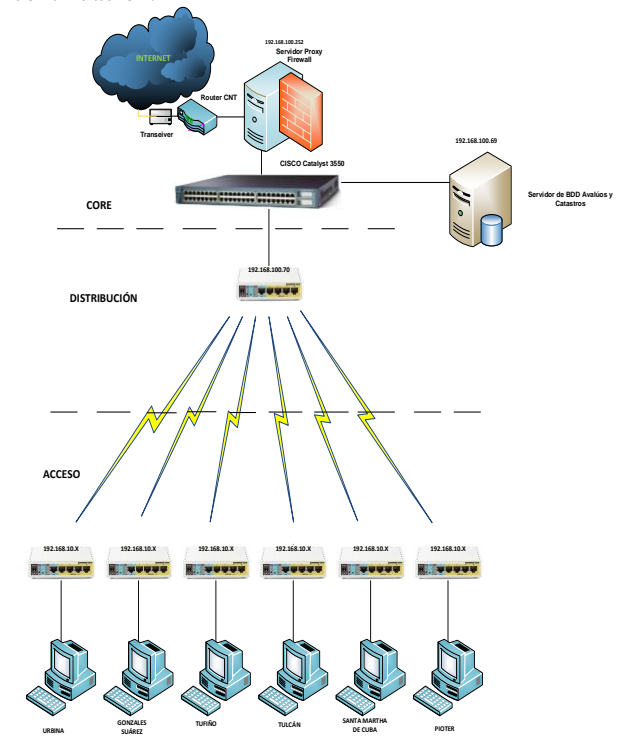 192.168.100.252
Servidor Proxy
Firewall
INTERNET
Router CNT
Transeiver
192.168.100.69
CISCO Catalyst 3550
Servidor de BDD Avalúos y
Catastros
CORE
192.168.100.70
DISTRIBUCIÓN
ACCESO
192.168.10.X
192.168.10.X
192.168.10.X
192.168.10.X
192.168.10.X
192.168.10.X
URBINA
GONZALES
SUÁREZ
TUFIÑO
TULCÁN
SANTA MARTHA
DE CUBA
PIOTER